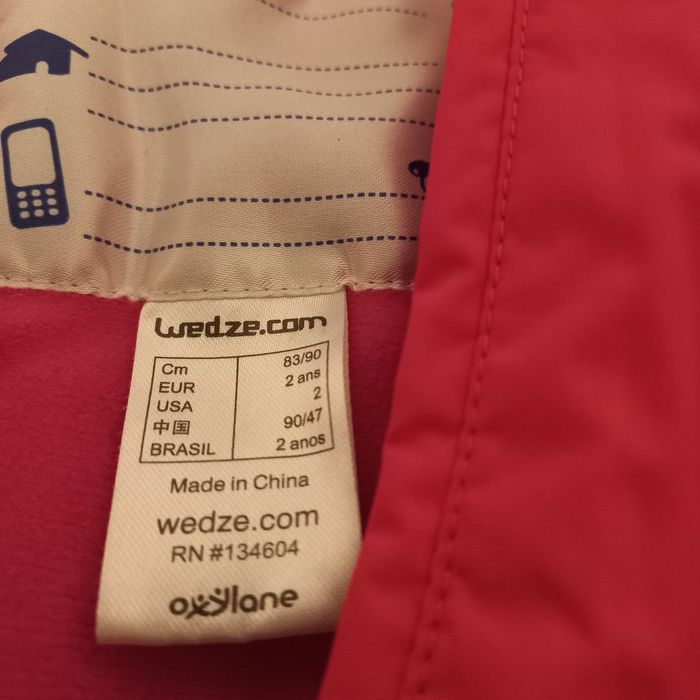 wedze.com
Cm 83/90
EUR 2 ans
USA 2
中国 90/47
BRASIL 2 anos
Made in China
wedze.com
RN #134604
oxylane